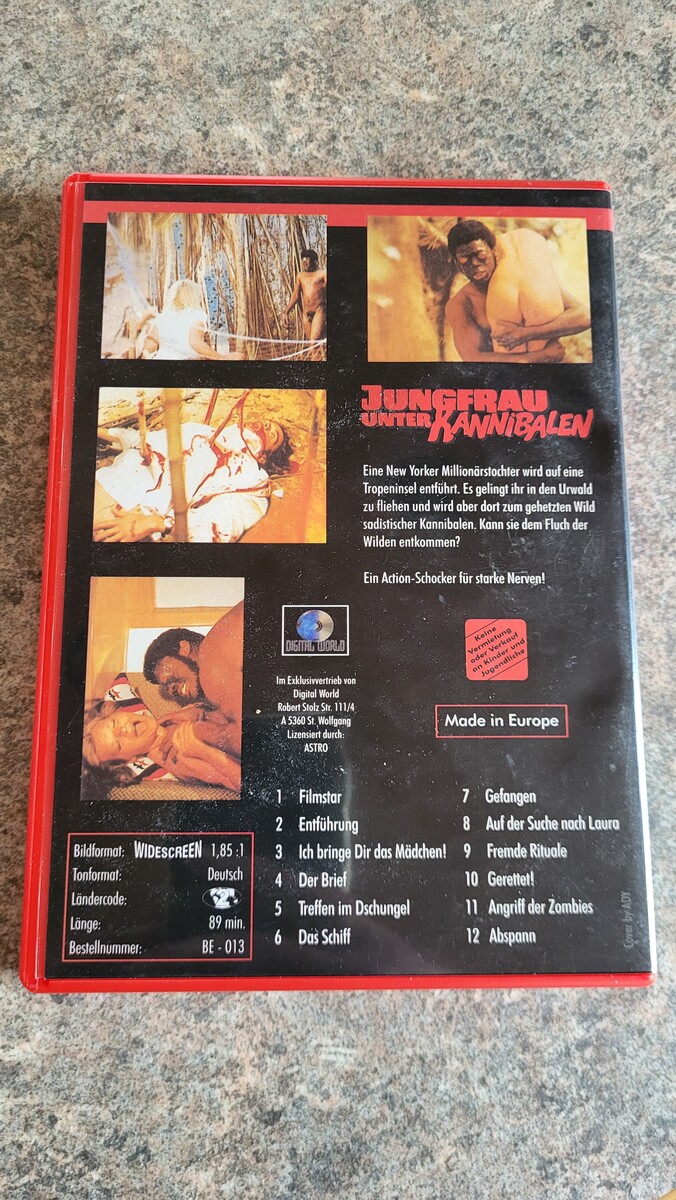 JUNGFRAU
UNTER KANNIBALEN
Eine New Yorker Millionärstochter wird auf eine
Tropeninsel entführt. Es gelingt ihr in den Urwald
zu fliehen und wird aber dort zum gehetzten Wild
sadistischer Kannibalen. Kann sie dem Fluch der
Wilden entkommen?
Ein Action-Schocker für starke Nerven!
DIGITAL WORLD
Im Exklusivvertrieb von
Digital World
Robert Stolz Str. 111/4
A 5360 St. Wolfgang
Lizensiert durch:
ASTRO
Keine
Vermietung
oder Verkauf
an Kinder und
Jugendliche
Made in Europe
1 Filmstar
2 Entführung
3 Ich bringe Dir das Mädchen!
4 Der Brief
5 Treffen im Dschungel
6 Das Schiff
7 Gefangen
8 Auf der Suche nach Laura
9 Fremde Rituale
10 Gerettet!
11 Angriff der Zombies
12 Abspann
Bildformat: WIDESCREEN 1,85 :1
Tonformat: Deutsch
Ländercode: 2
Länge: 89 min.
Bestellnummer: BE - 013
Cover by ADY